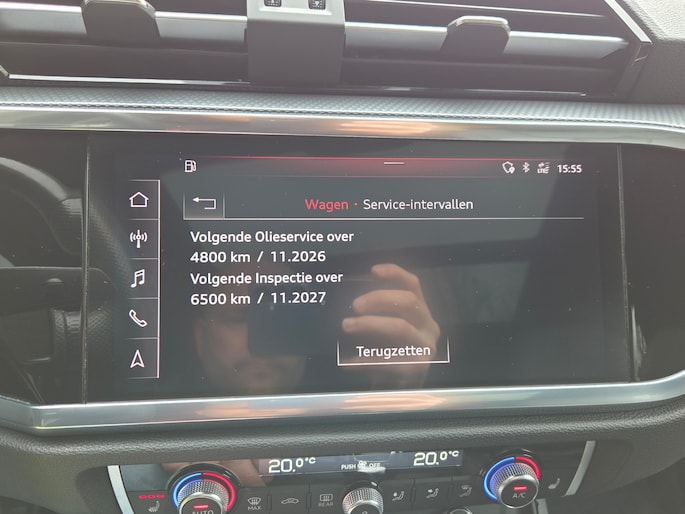 LTE 15:55
Wagen · Service-intervallen
Volgende Olieservice over
4800 km / 11.2026
Volgende Inspectie over
6500 km / 11.2027
Terugzetten
20.0°C PUSH OFF 20.0°C
AUTO MAX REAR A/C